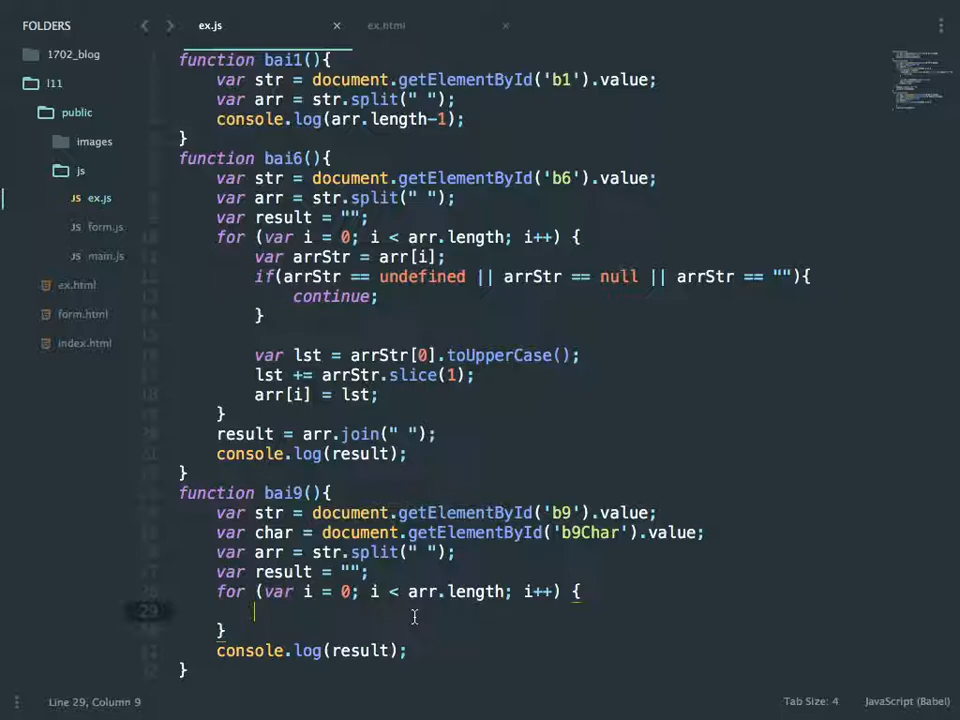 FOLDERS
1702_blog
l11
public
images
js
JS ex.js
JS form.js
JS main.js
ex.html
form.html
index.html
ex.js ×
ex.html ×
function bai1(){
var str = document.getElementById('b1').value;
var arr = str.split(" ");
console.log(arr.length-1);
}
function bai6(){
var str = document.getElementById('b6').value;
var arr = str.split(" ");
var result = "";
for (var i = 0; i < arr.length; i++) {
var arrStr = arr[i];
if(arrStr == undefined || arrStr == null || arrStr == ""){
continue;
}
var lst = arrStr[0].toUpperCase();
lst += arrStr.slice(1);
arr[i] = lst;
}
result = arr.join(" ");
console.log(result);
}
function bai9(){
var str = document.getElementById('b9').value;
var char = document.getElementById('b9Char').value;
var arr = str.split(" ");
var result = "";
for (var i = 0; i < arr.length; i++) {
29
}
console.log(result);
}
Line 29, Column 9
Tab Size: 4
JavaScript (Babel)